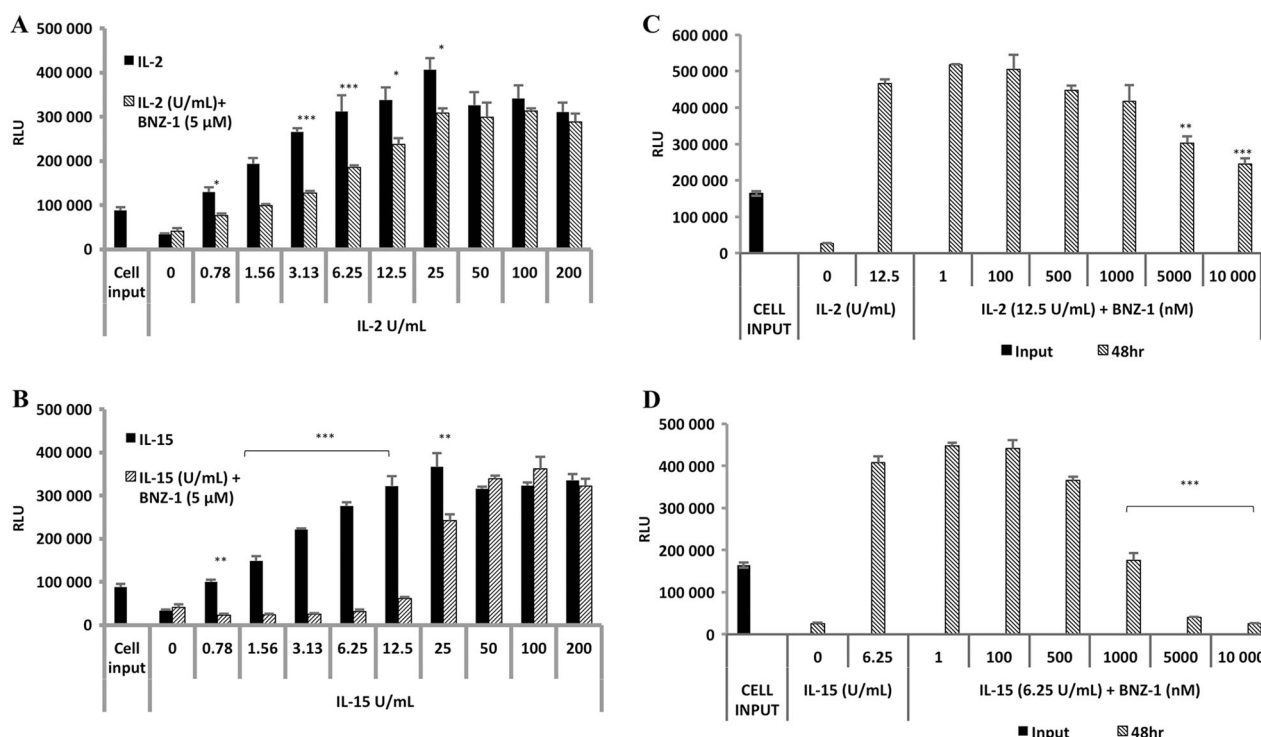 A
500 000
400 000
300 000
200 000
100 000
0
RLU
IL-2
IL-2 (U/mL)+
BNZ-1 (5 µM)
*
***
***
*
*
Cell
input
0 0.78 1.56 3.13 6.25 12.5 25 50 100 200
IL-2 U/mL
B
500 000
400 000
300 000
200 000
100 000
0
RLU
IL-15
IL-15 (U/mL) +
BNZ-1 (5 µM)
**
***
**
Cell
input
0 0.78 1.56 3.13 6.25 12.5 25 50 100 200
IL-15 U/mL
C
600 000
500 000
400 000
300 000
200 000
100 000
0
RLU
**
***
0 12.5 1 100 500 1000 5000 10 000
CELL
INPUT
IL-2 (U/mL) IL-2 (12.5 U/mL) + BNZ-1 (nM)
Input 48hr
D
500 000
400 000
300 000
200 000
100 000
0
RLU
***
0 6.25 1 100 500 1000 5000 10 000
CELL
INPUT
IL-15 (U/mL) IL-15 (6.25 U/mL) + BNZ-1 (nM)
Input 48hr